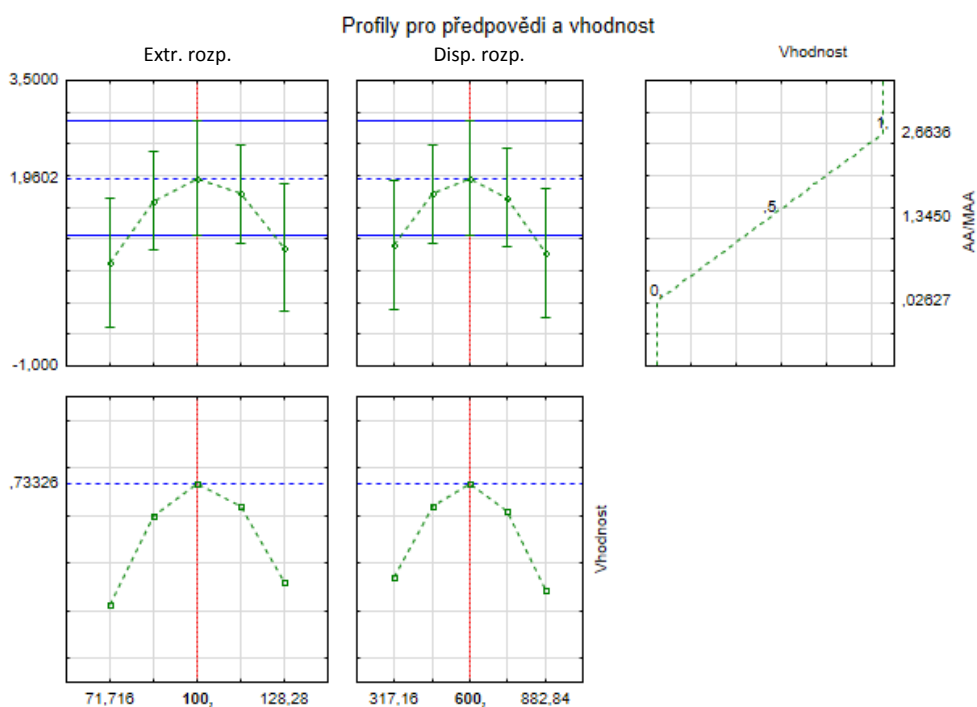 Profily pro předpovědi a vhodnost
Extr. rozp.
Disp. rozp.
Vhodnost
3,5000
1,9602
-1,000
1,
,5
0,
2,6636
1,3450
,02627
AA/MAA
,73326
Vhodnost
71,716 100, 128,28
317,16 600, 882,84